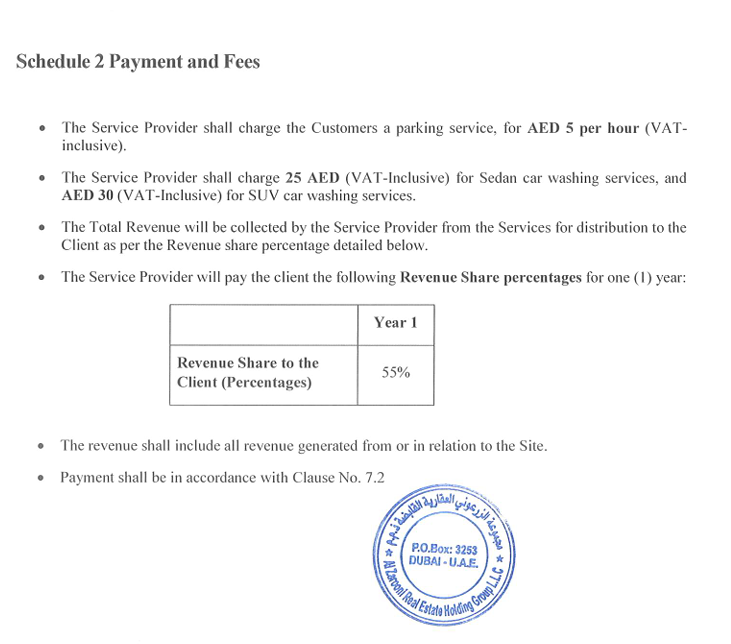 Schedule 2 Payment and Fees
• The Service Provider shall charge the Customers a parking service, for AED 5 per hour (VAT-
inclusive).
• The Service Provider shall charge 25 AED (VAT-Inclusive) for Sedan car washing services, and
AED 30 (VAT-Inclusive) for SUV car washing services.
• The Total Revenue will be collected by the Service Provider from the Services for distribution to the
Client as per the Revenue share percentage detailed below.
• The Service Provider will pay the client the following Revenue Share percentages for one (1) year:
Year 1
Revenue Share to the
Client (Percentages)
55%
• The revenue shall include all revenue generated from or in relation to the Site.
• Payment shall be in accordance with Clause No. 7.2
مجموعة الزرعوني العقارية القابضة ذ.م.م
P.O.Box: 3253
DUBAI - U.A.E.
Al Zarooni Real Estate Holding Group L.L.C